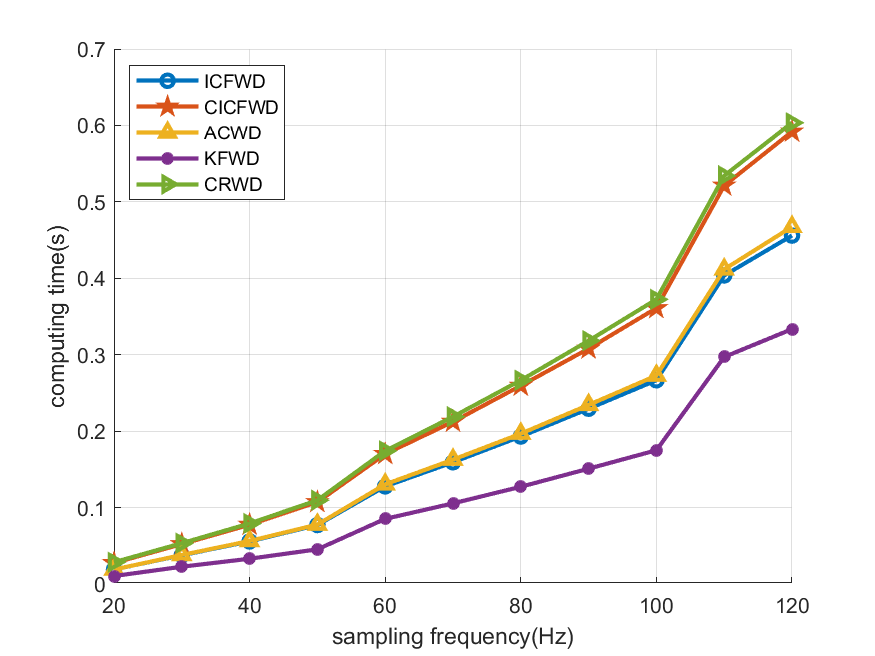 0.7
0.6
0.5
0.4
0.3
0.2
0.1
0
computing time(s)
ICFWD
CICFWD
ACWD
KFWD
CRWD
20 40 60 80 100 120
sampling frequency(Hz)